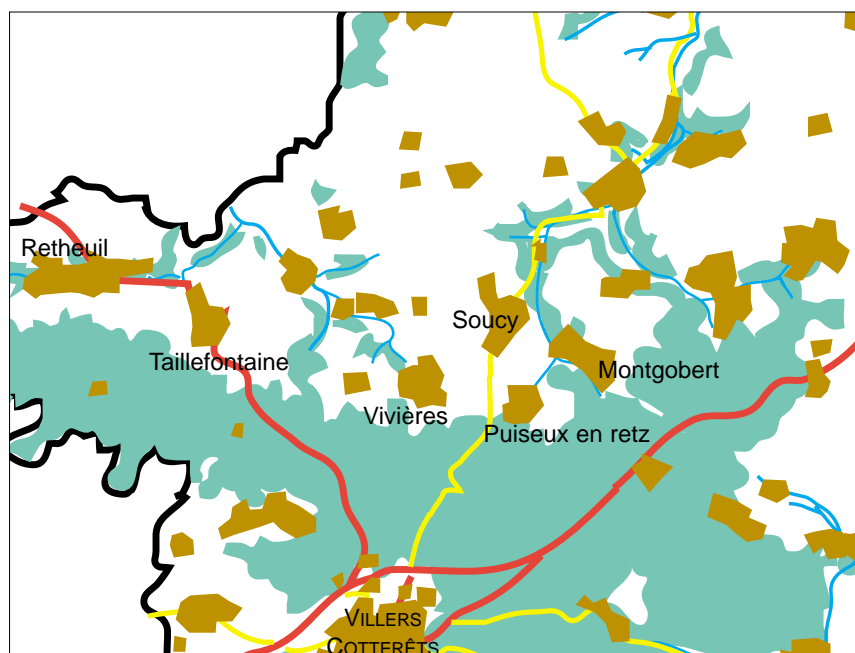 Retheuil
Soucy
Taillefontaine
Montgobert
Vivières
Puiseux en retz
VILLERS
COTTERÊTS